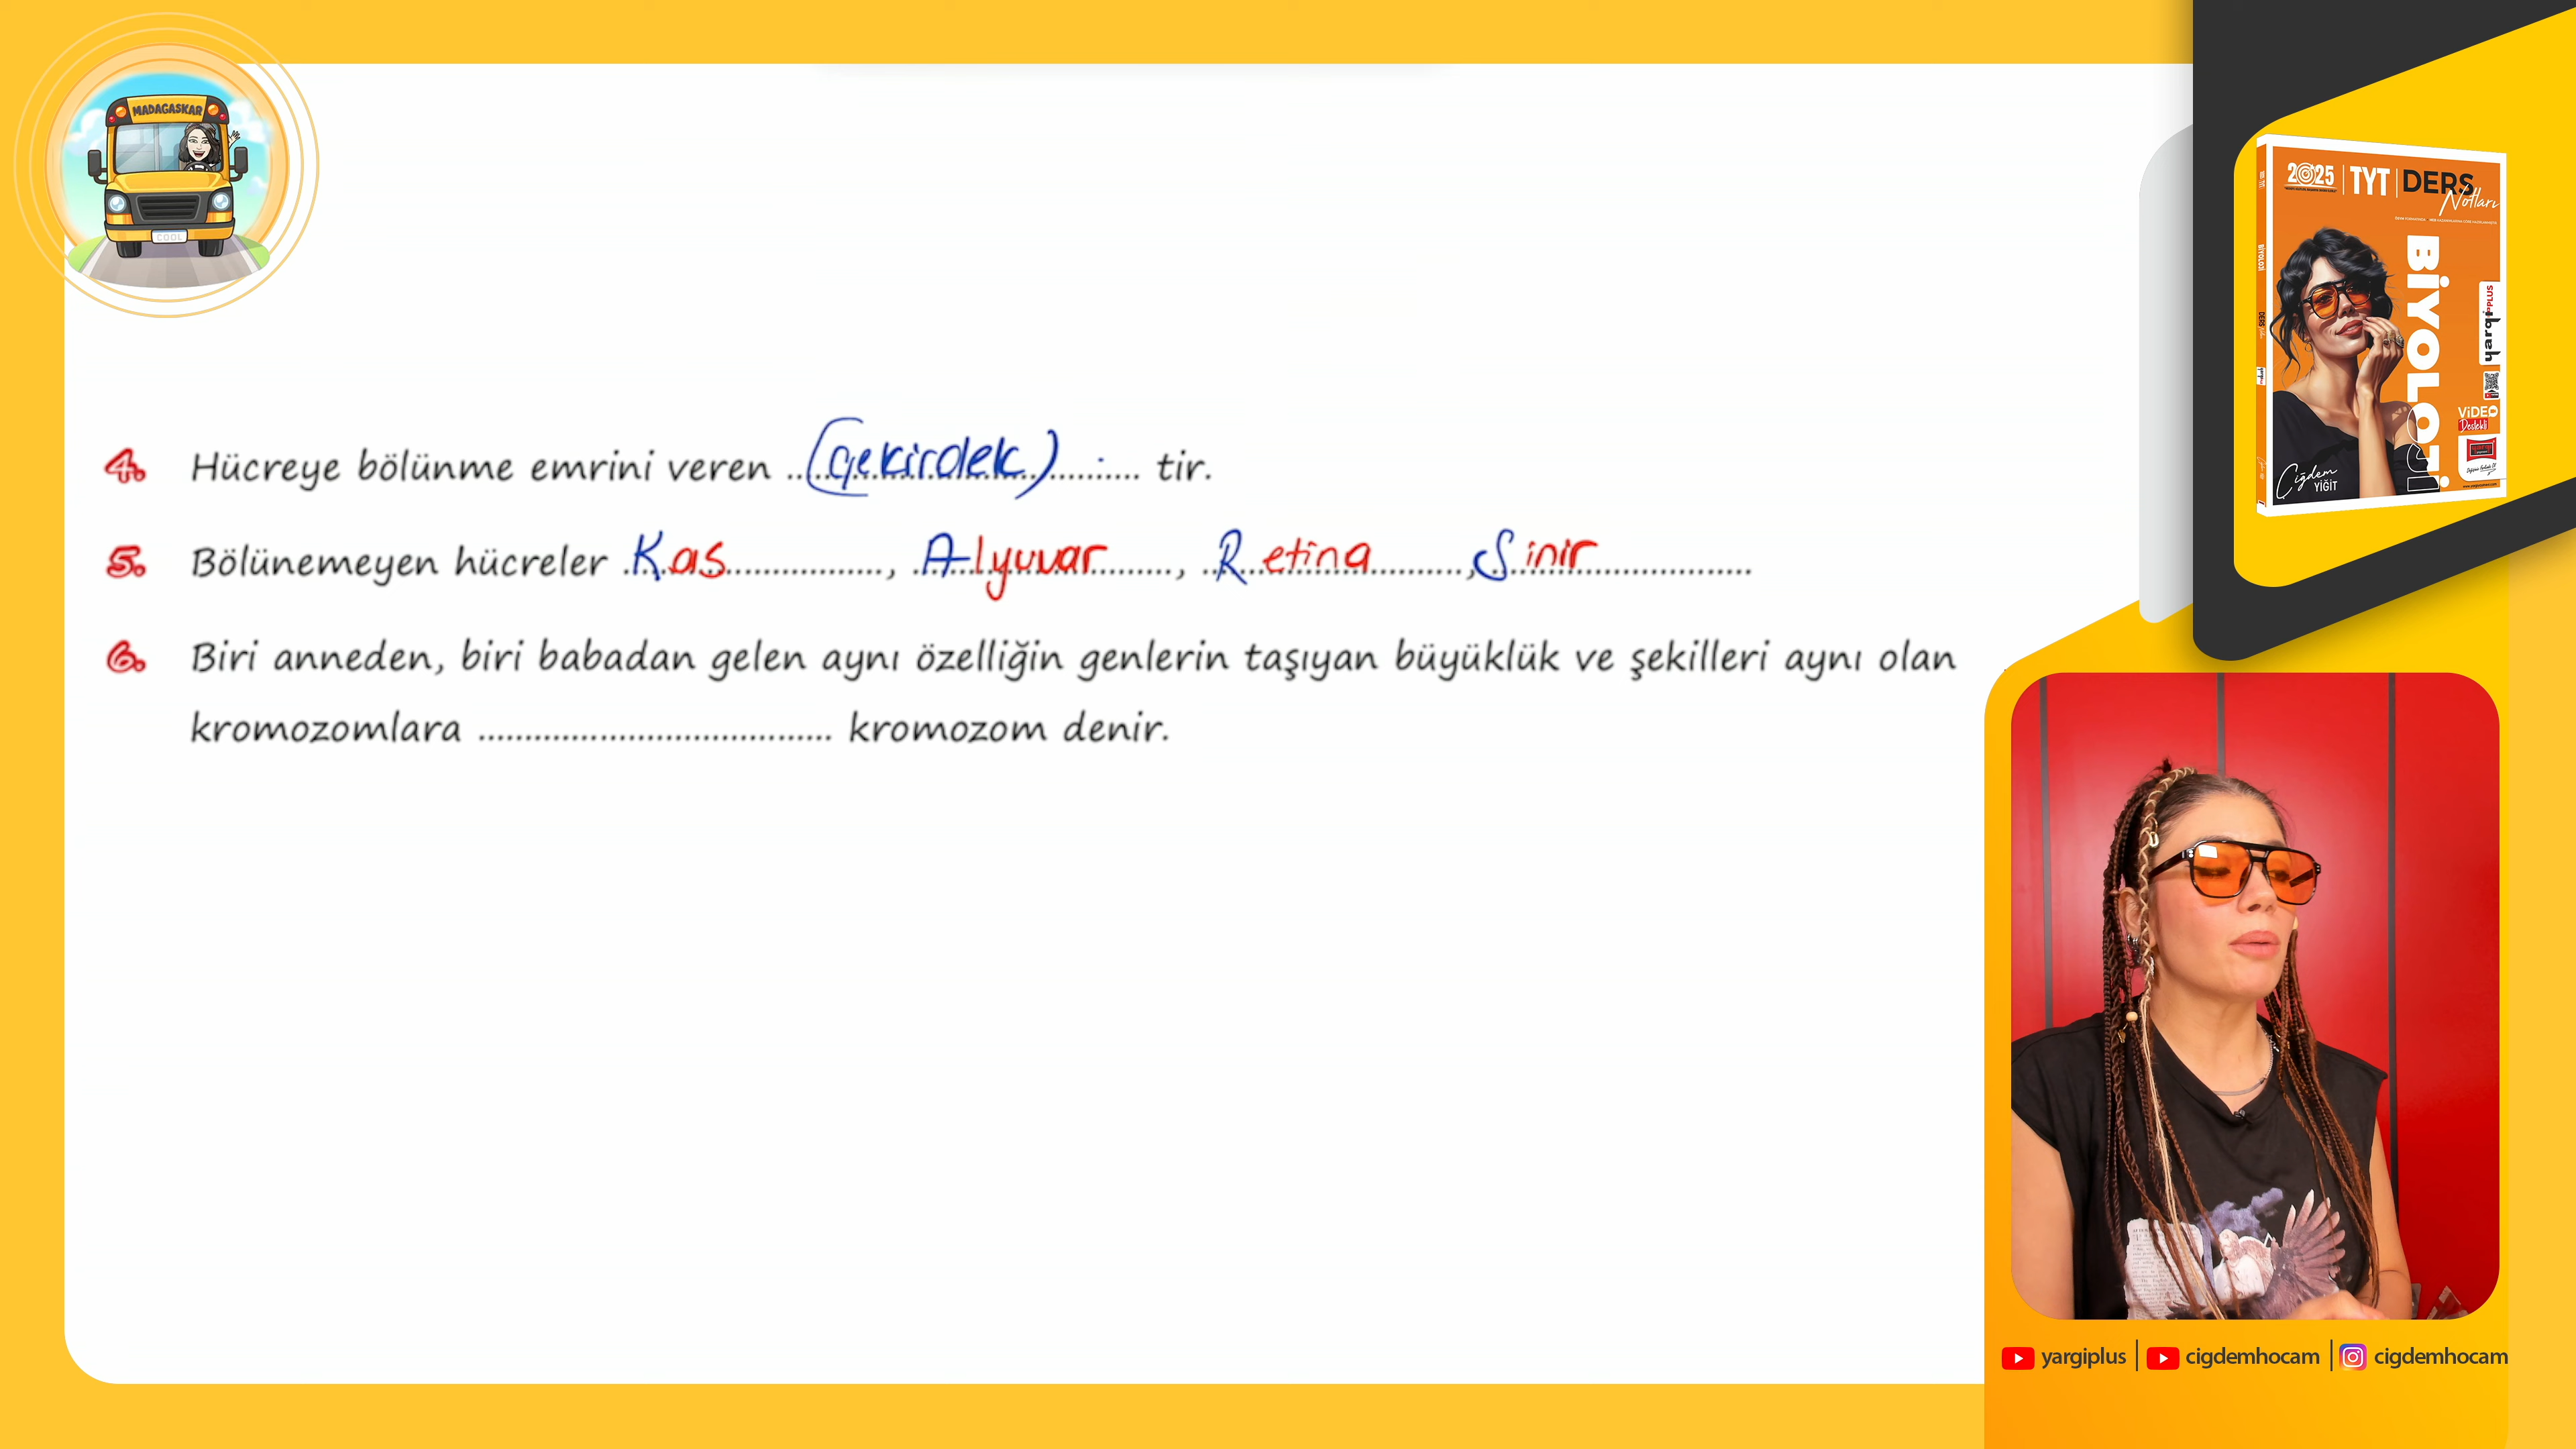 MADAGASKAR
COOL
2025 | TYT | DERS
Notları
BİYOLOJİ
yargı PLUS
VİDEO
Destekli
Çiğdem
YİĞİT
4. Hücreye bölünme emrini veren ..(çekirdek)........ tir.
5. Bölünemeyen hücreler ..Kas................, ..Alyuvar........, ..Retina........, Sinir................
6. Biri anneden, biri babadan gelen aynı özelliğin genlerin taşıyan büyüklük ve şekilleri aynı olan
kromozomlara ...................................... kromozom denir.
yargiplus | cigdemhocam | cigdemhocam